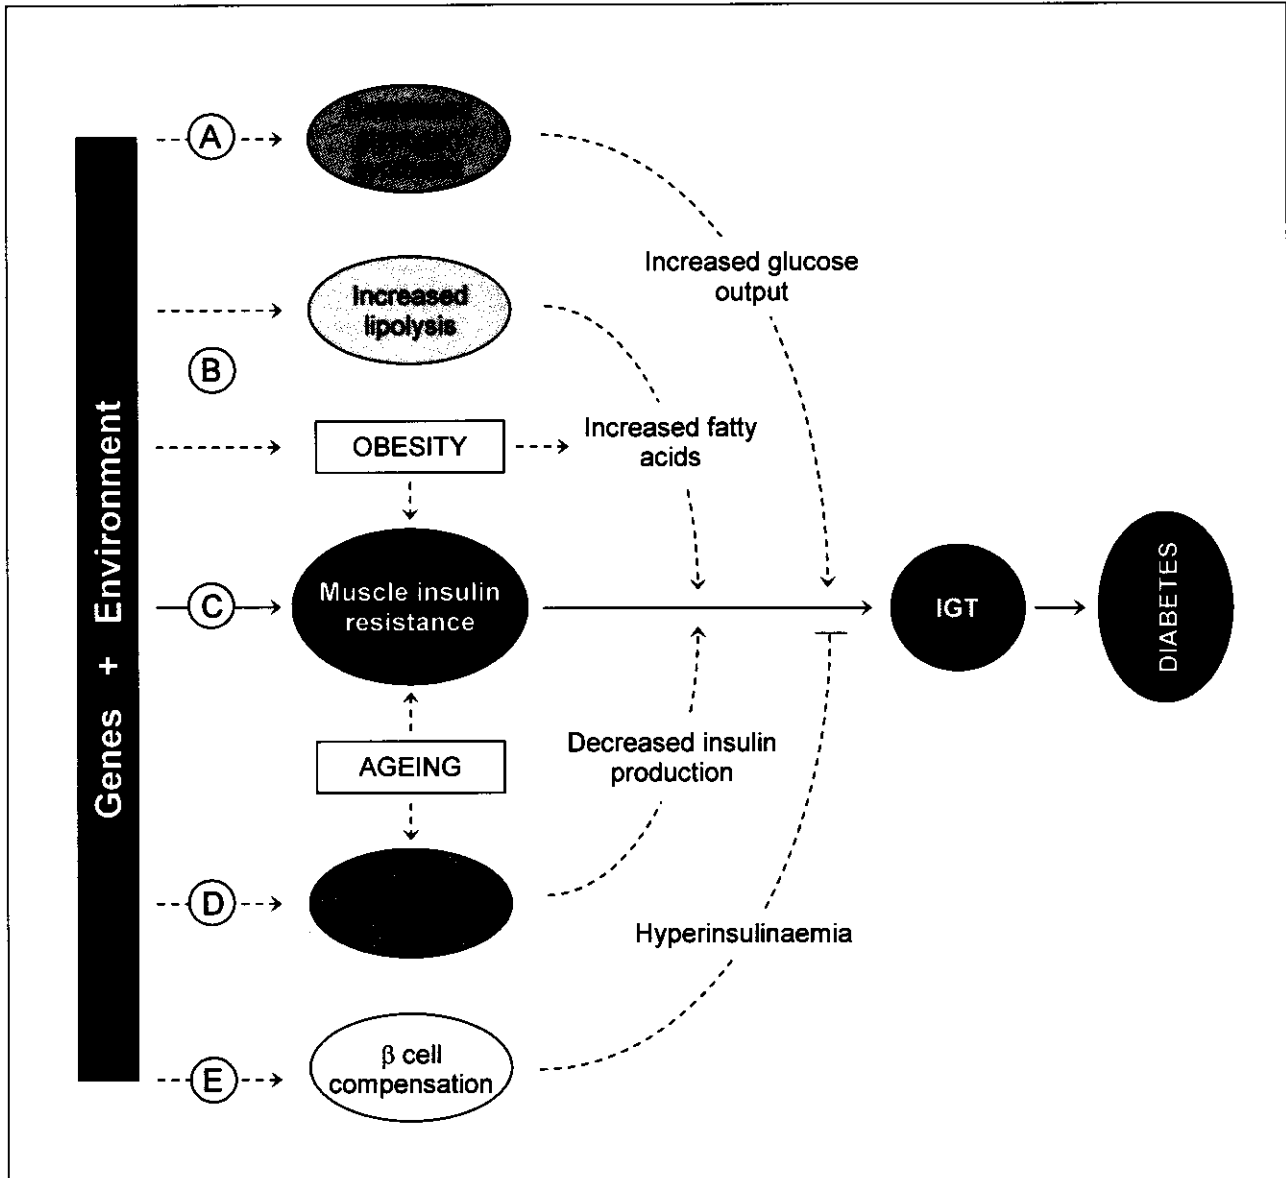 A
Increased glucose
output
Increased
lipolysis
B
OBESITY
Increased fatty
acids
Genes + Environment
C
Muscle insulin
resistance
IGT
DIABETES
AGEING
Decreased insulin
production
D
Hyperinsulinaemia
E
β cell
compensation